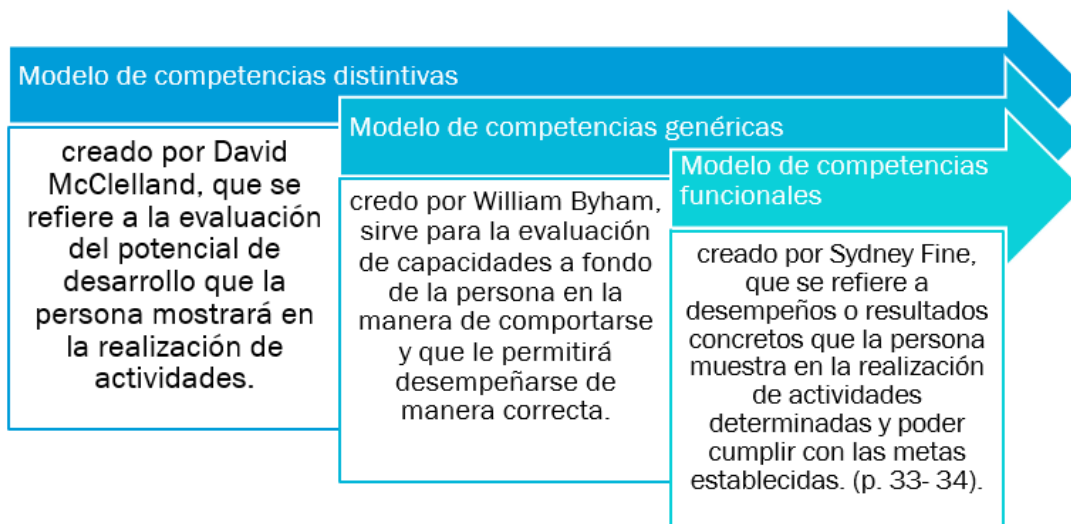 Modelo de competencias distintivas
creado por David
McClelland, que se
refiere a la evaluación
del potencial de
desarrollo que la
persona mostrará en
la realización de
actividades.
Modelo de competencias genéricas
credo por William Byham,
sirve para la evaluación
de capacidades a fondo
de la persona en la
manera de comportarse
y que le permitirá
desempeñarse de
manera correcta.
Modelo de competencias
funcionales
creado por Sydney Fine,
que se refiere a
desempeños o resultados
concretos que la persona
muestra en la realización
de actividades
determinadas y poder
cumplir con las metas
establecidas. (p. 33- 34).